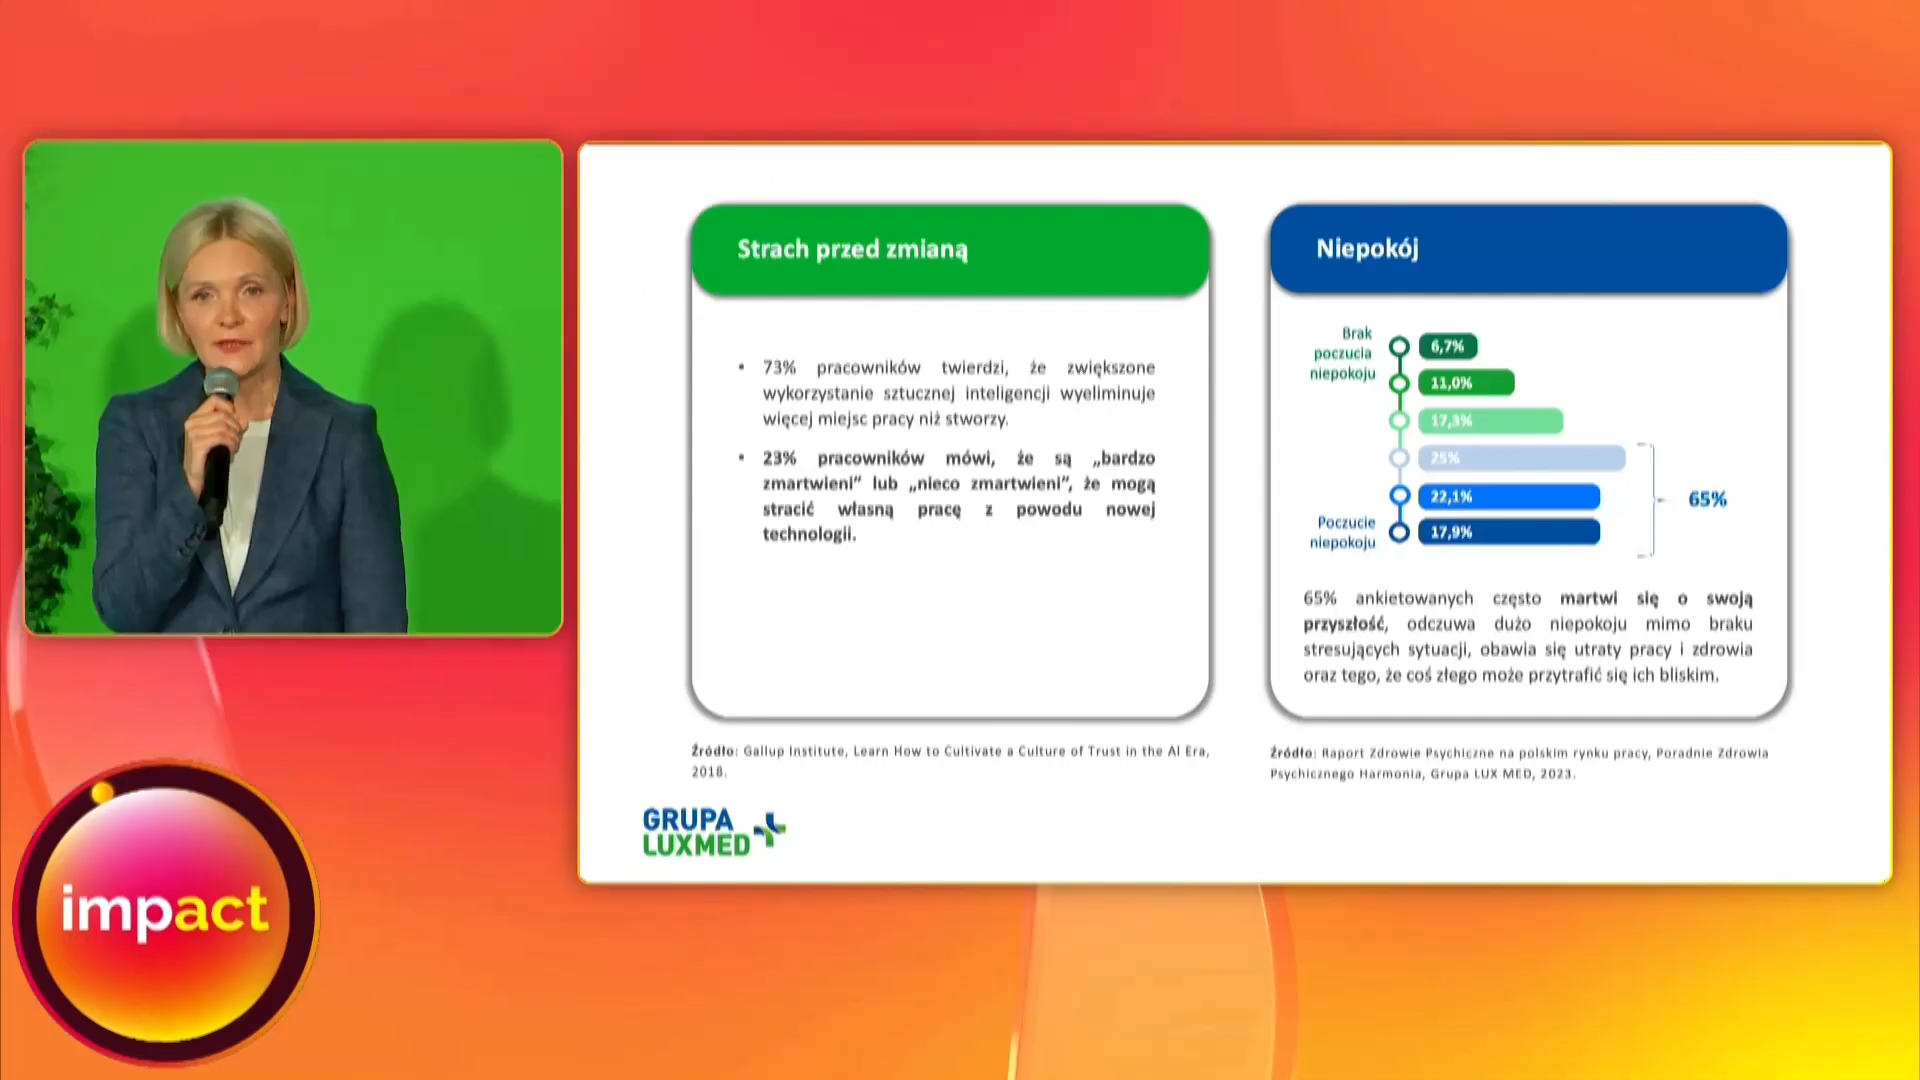 Strach przed zmianą
• 73% pracowników twierdzi, że zwiększone
wykorzystanie sztucznej inteligencji wyeliminuje
więcej miejsc pracy niż stworzy.
• 23% pracowników mówi, że są „bardzo
zmartwieni” lub „nieco zmartwieni”, że mogą
stracić własną pracę z powodu nowej
technologii.
Źródło: Gallup Institute, Learn How to Cultivate a Culture of Trust in the AI Era,
2018.
Niepokój
Brak
poczucia
niepokoju
6,7%
11,0%
17,3%
25%
22,1%
17,9%
Poczucie
niepokoju
65%
65% ankietowanych często martwi się o swoją
przyszłość, odczuwa dużo niepokoju mimo braku
stresujących sytuacji, obawia się utraty pracy i zdrowia
oraz tego, że coś złego może przytrafić się ich bliskim.
Źródło: Raport Zdrowie Psychiczne na polskim rynku pracy, Poradnie Zdrowia
Psychicznego Harmonia, Grupa LUX MED, 2023.
GRUPA
LUXMED
impact